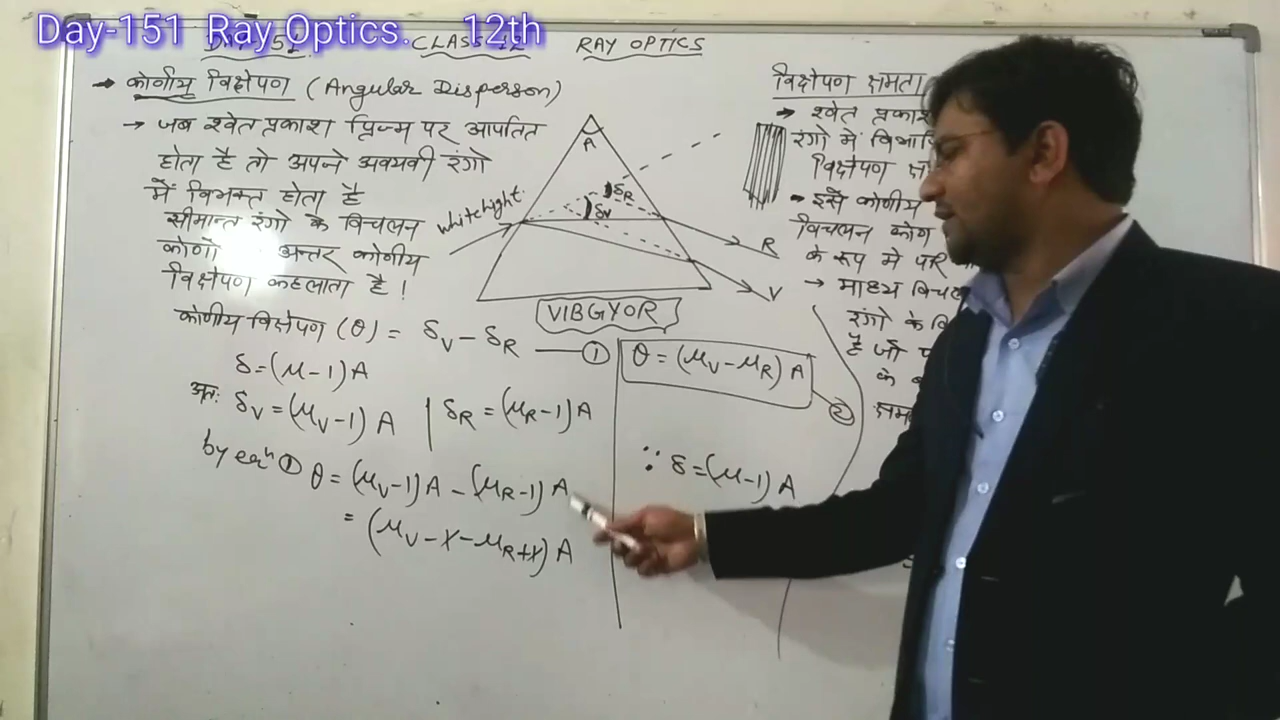 Day-151 Ray Optics. 12th
CLASS 12 RAY OPTICS
→ कोणीय विक्षेपण (Angular Disperson)
→ जब श्वेत प्रकाश प्रिज्म पर आपतित
होता है तो अपने अवयवी रंगो
में विभक्त होता है
सीमान्त रंगो के विचलन
कोणो अन्तर कोणीय
विक्षेपण कहलाता है !
कोणीय विक्षेपण (θ) = δV − δR — ①
δ = (μ−1)A
अतः δV = (μV−1) A | δR = (μR−1) A
by eqⁿ ① θ = (μV−1)A − (μR−1) A
= (μV − 1 − μR + 1) A
A
δR
δV
white light
R
V
VIBGYOR
θ = (μV − μR) A ②
∵ δ = (μ−1) A
विक्षेपण क्षमता
→ श्वेत
रंगो में
विक्षेपण
• इसे कोणीय
विचलन कोण
के रूप मे
→ माध्य
रंगो के
है जो
के